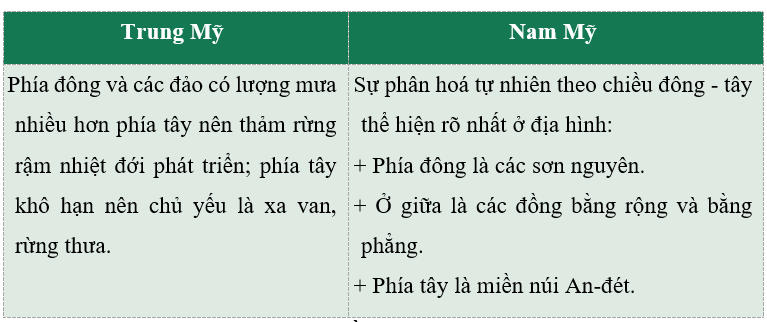 Trung Mỹ
Nam Mỹ
Phía đông và các đảo có lượng mưa
nhiều hơn phía tây nên thảm rừng
rậm nhiệt đới phát triển; phía tây
khô hạn nên chủ yếu là xa van,
rừng thưa.
Sự phân hoá tự nhiên theo chiều đông - tây
thể hiện rõ nhất ở địa hình:
+ Phía đông là các sơn nguyên.
+ Ở giữa là các đồng bằng rộng và bằng
phẳng.
+ Phía tây là miền núi An-đét.